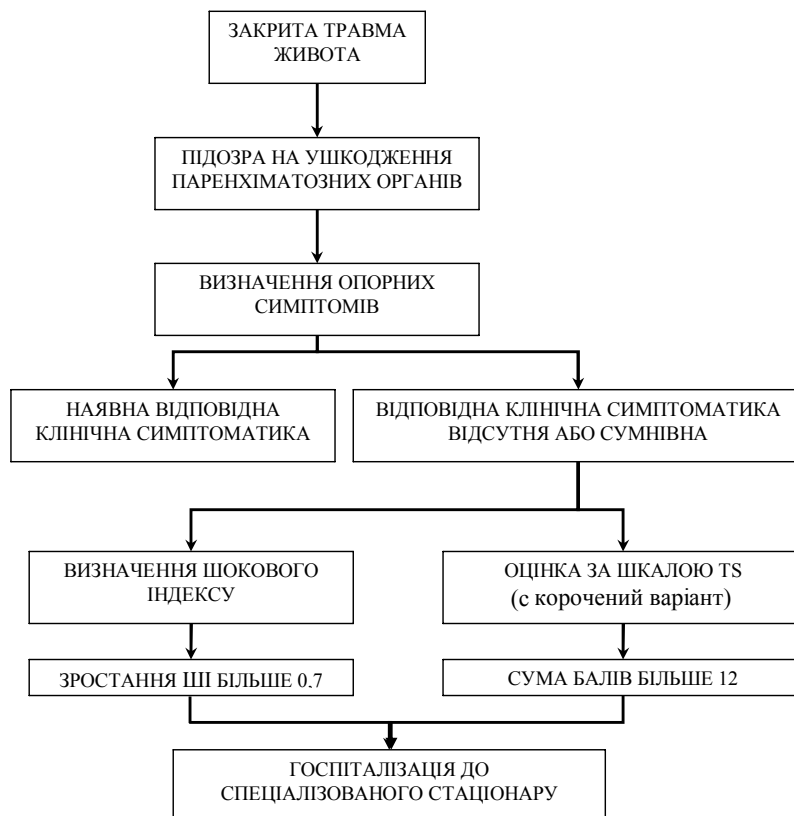 ЗАКРИТА ТРАВМА
ЖИВОТА
ПІДОЗРА НА УШКОДЖЕННЯ
ПАРЕНХІМАТОЗНИХ ОРГАНІВ
ВИЗНАЧЕННЯ ОПОРНИХ
СИМПТОМІВ
НАЯВНА ВІДПОВІДНА
КЛІНІЧНА СИМПТОМАТИКА
ВІДПОВІДНА КЛІНІЧНА СИМПТОМАТИКА
ВІДСУТНЯ АБО СУМНІВНА
ВИЗНАЧЕННЯ ШОКОВОГО
ІНДЕКСУ
ОЦІНКА ЗА ШКАЛОЮ TS
(с корочений варіант)
ЗРОСТАННЯ ШІ БІЛЬШЕ 0,7
СУМА БАЛІВ БІЛЬШЕ 12
ГОСПІТАЛІЗАЦІЯ ДО
СПЕЦІАЛІЗОВАНОГО СТАЦІОНАРУ